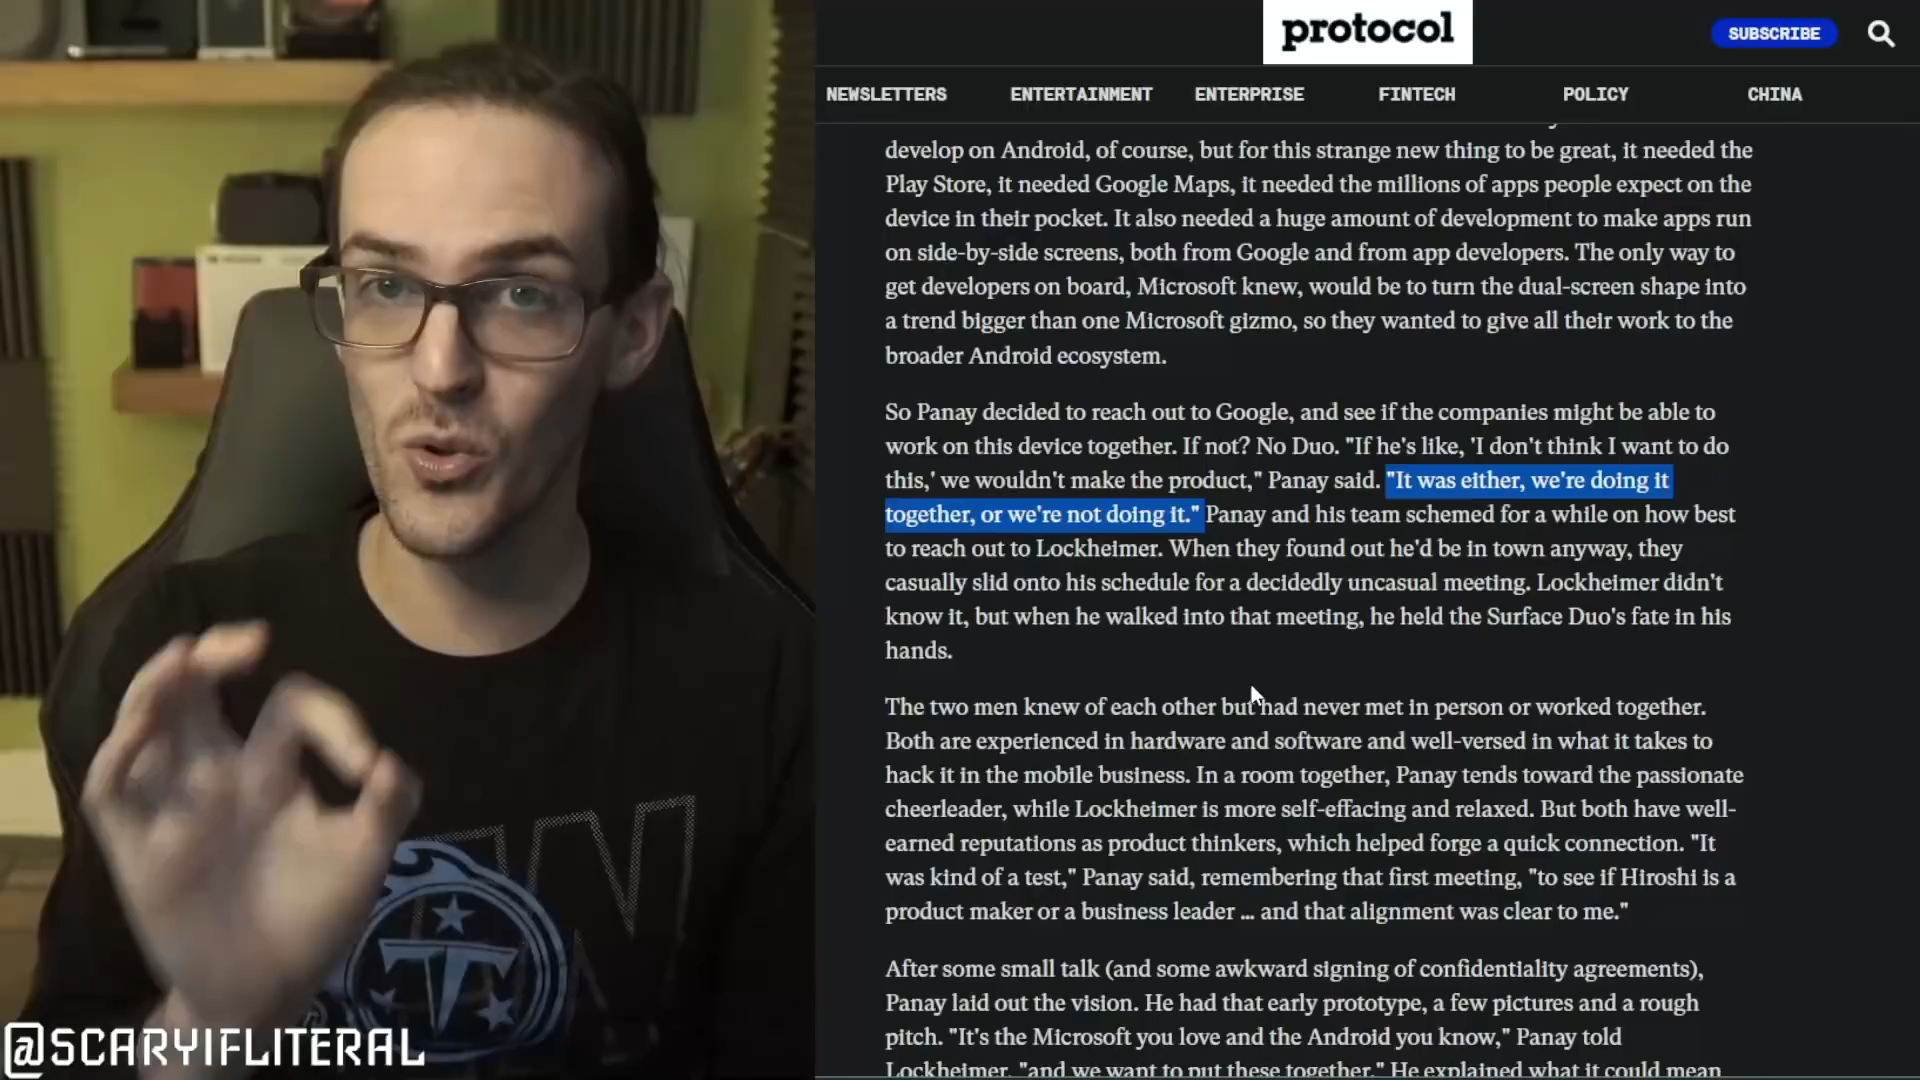 protocol
SUBSCRIBE
NEWSLETTERS
ENTERTAINMENT
ENTERPRISE
FINTECH
POLICY
CHINA
develop on Android, of course, but for this strange new thing to be great, it needed the
Play Store, it needed Google Maps, it needed the millions of apps people expect on the
device in their pocket. It also needed a huge amount of development to make apps run
on side-by-side screens, both from Google and from app developers. The only way to
get developers on board, Microsoft knew, would be to turn the dual-screen shape into
a trend bigger than one Microsoft gizmo, so they wanted to give all their work to the
broader Android ecosystem.
So Panay decided to reach out to Google, and see if the companies might be able to
work on this device together. If not? No Duo. "If he's like, 'I don't think I want to do
this,' we wouldn't make the product," Panay said. "It was either, we're doing it
together, or we're not doing it." Panay and his team schemed for a while on how best
to reach out to Lockheimer. When they found out he'd be in town anyway, they
casually slid onto his schedule for a decidedly uncasual meeting. Lockheimer didn't
know it, but when he walked into that meeting, he held the Surface Duo's fate in his
hands.
The two men knew of each other but had never met in person or worked together.
Both are experienced in hardware and software and well-versed in what it takes to
hack it in the mobile business. In a room together, Panay tends toward the passionate
cheerleader, while Lockheimer is more self-effacing and relaxed. But both have well-
earned reputations as product thinkers, which helped forge a quick connection. "It
was kind of a test," Panay said, remembering that first meeting, "to see if Hiroshi is a
product maker or a business leader ... and that alignment was clear to me."
After some small talk (and some awkward signing of confidentiality agreements),
Panay laid out the vision. He had that early prototype, a few pictures and a rough
pitch. "It's the Microsoft you love and the Android you know," Panay told
Lockheimer, "and we want to put these together." He explained what it could mean
@SCARYIFLITERAL